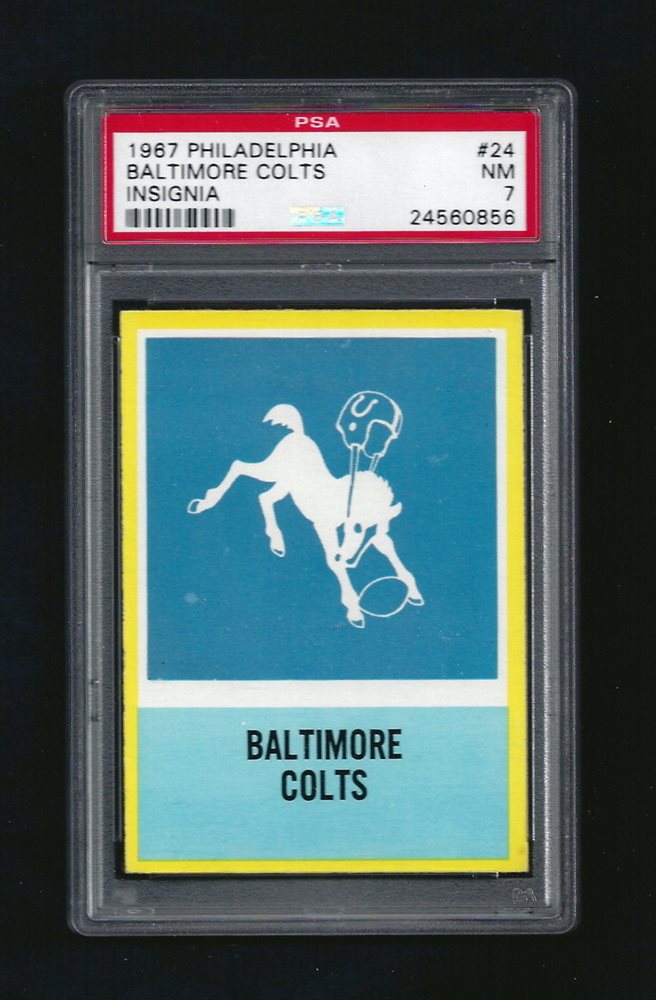 PSA
1967 PHILADELPHIA #24
BALTIMORE COLTS NM
INSIGNIA 7
24560856
BALTIMORE
COLTS